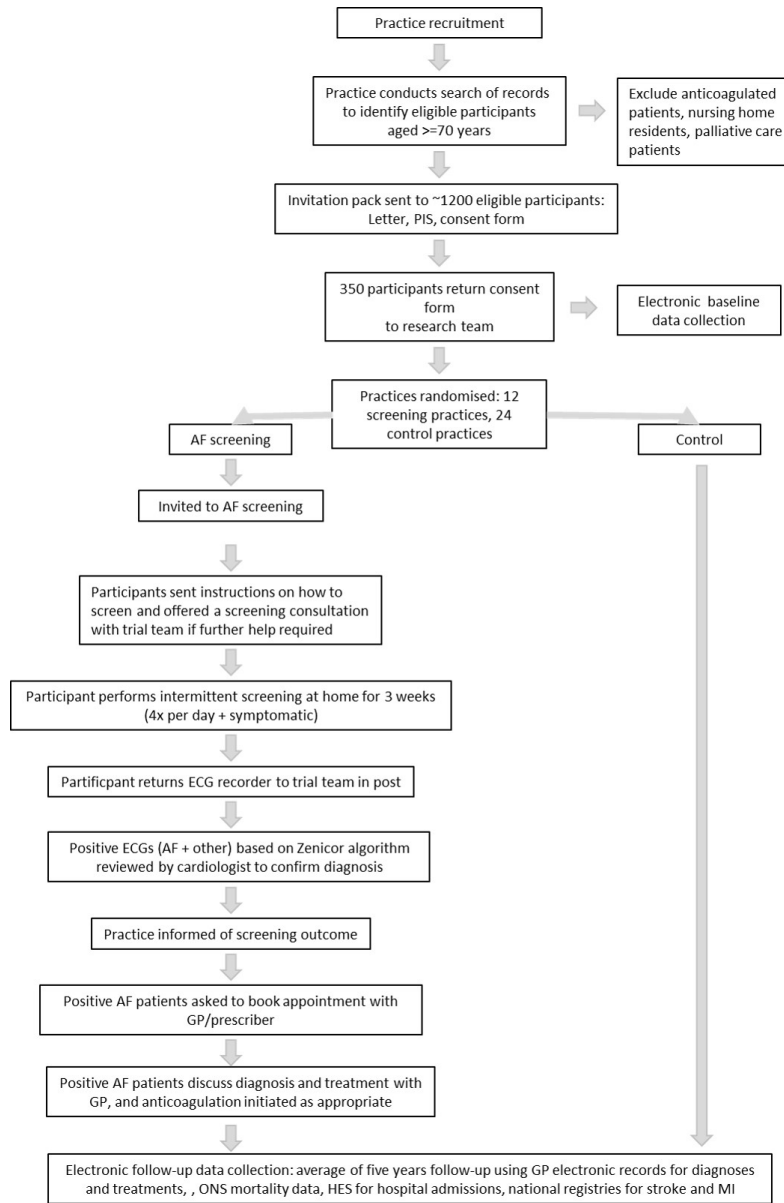 Practice recruitment
Practice conducts search of records
to identify eligible participants
aged >=70 years
Exclude anticoagulated
patients, nursing home
residents, palliative care
patients
Invitation pack sent to ~1200 eligible participants:
Letter, PIS, consent form
350 participants return consent
form
to research team
Electronic baseline
data collection
Practices randomised: 12
screening practices, 24
control practices
AF screening
Control
Invited to AF screening
Participants sent instructions on how to
screen and offered a screening consultation
with trial team if further help required
Participant performs intermittent screening at home for 3 weeks
(4x per day + symptomatic)
Partificpant returns ECG recorder to trial team in post
Positive ECGs (AF + other) based on Zenicor algorithm
reviewed by cardiologist to confirm diagnosis
Practice informed of screening outcome
Positive AF patients asked to book appointment with
GP/prescriber
Positive AF patients discuss diagnosis and treatment with
GP, and anticoagulation initiated as appropriate
Electronic follow-up data collection: average of five years follow-up using GP electronic records for diagnoses
and treatments, , ONS mortality data, HES for hospital admissions, national registries for stroke and MI